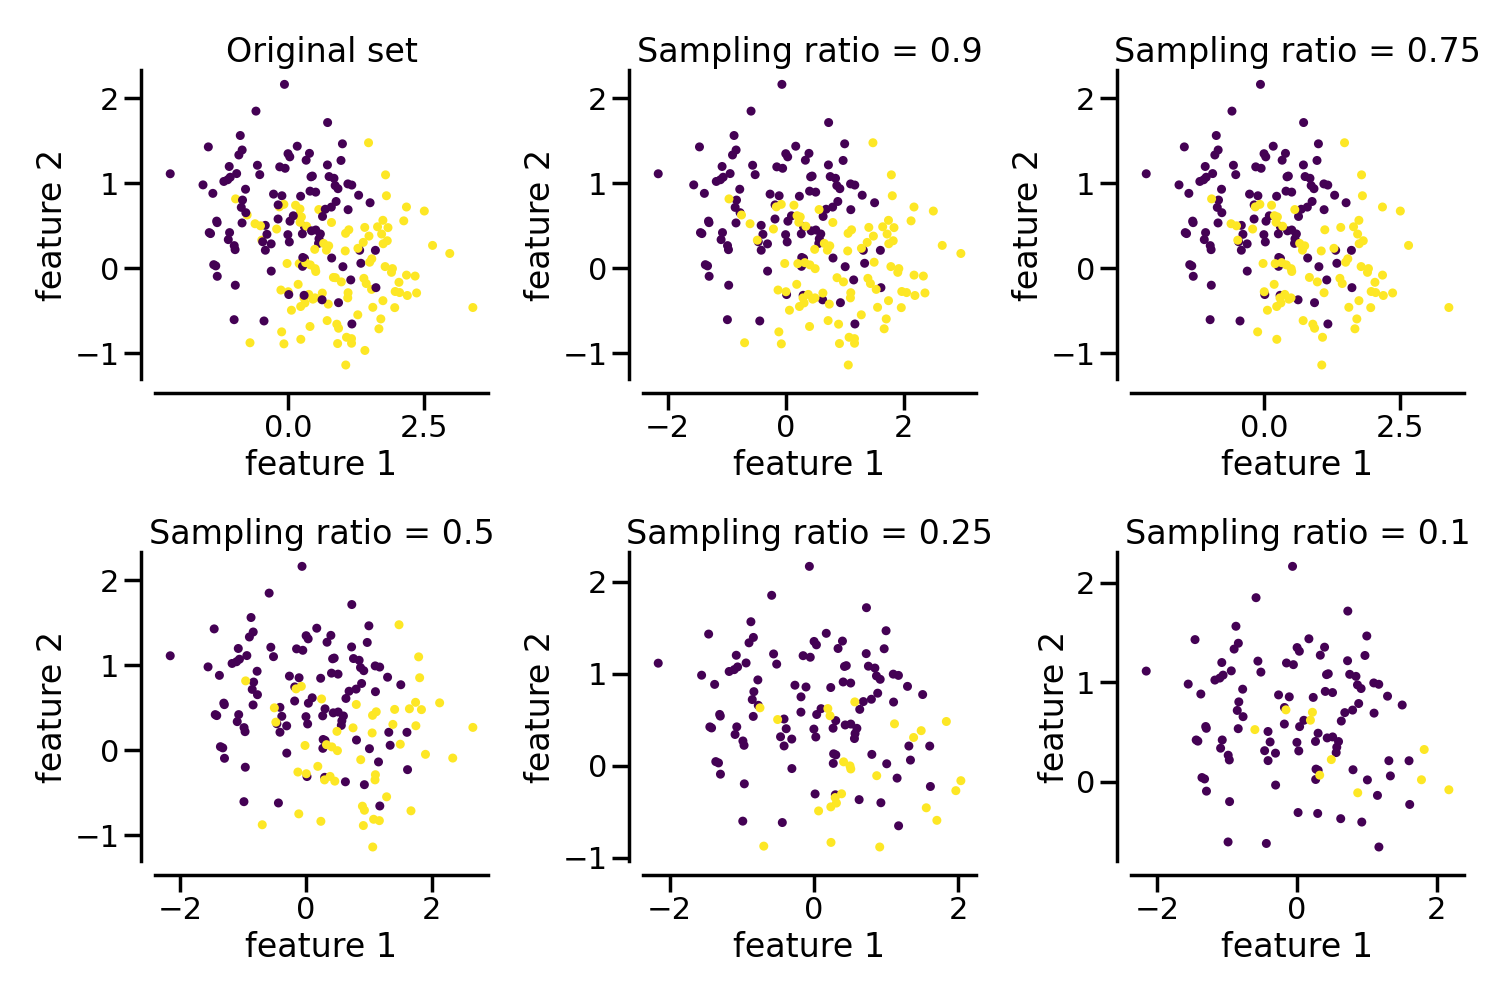 Original set
2
1
0
−1
feature 2
0.0
2.5
feature 1
Sampling ratio = 0.9
2
1
0
−1
feature 2
−2
0
2
feature 1
Sampling ratio = 0.75
2
1
0
−1
feature 2
0.0
2.5
feature 1
Sampling ratio = 0.5
2
1
0
−1
feature 2
−2
0
2
feature 1
Sampling ratio = 0.25
2
1
0
−1
feature 2
−2
0
2
feature 1
Sampling ratio = 0.1
2
1
0
feature 2
−2
0
2
feature 1